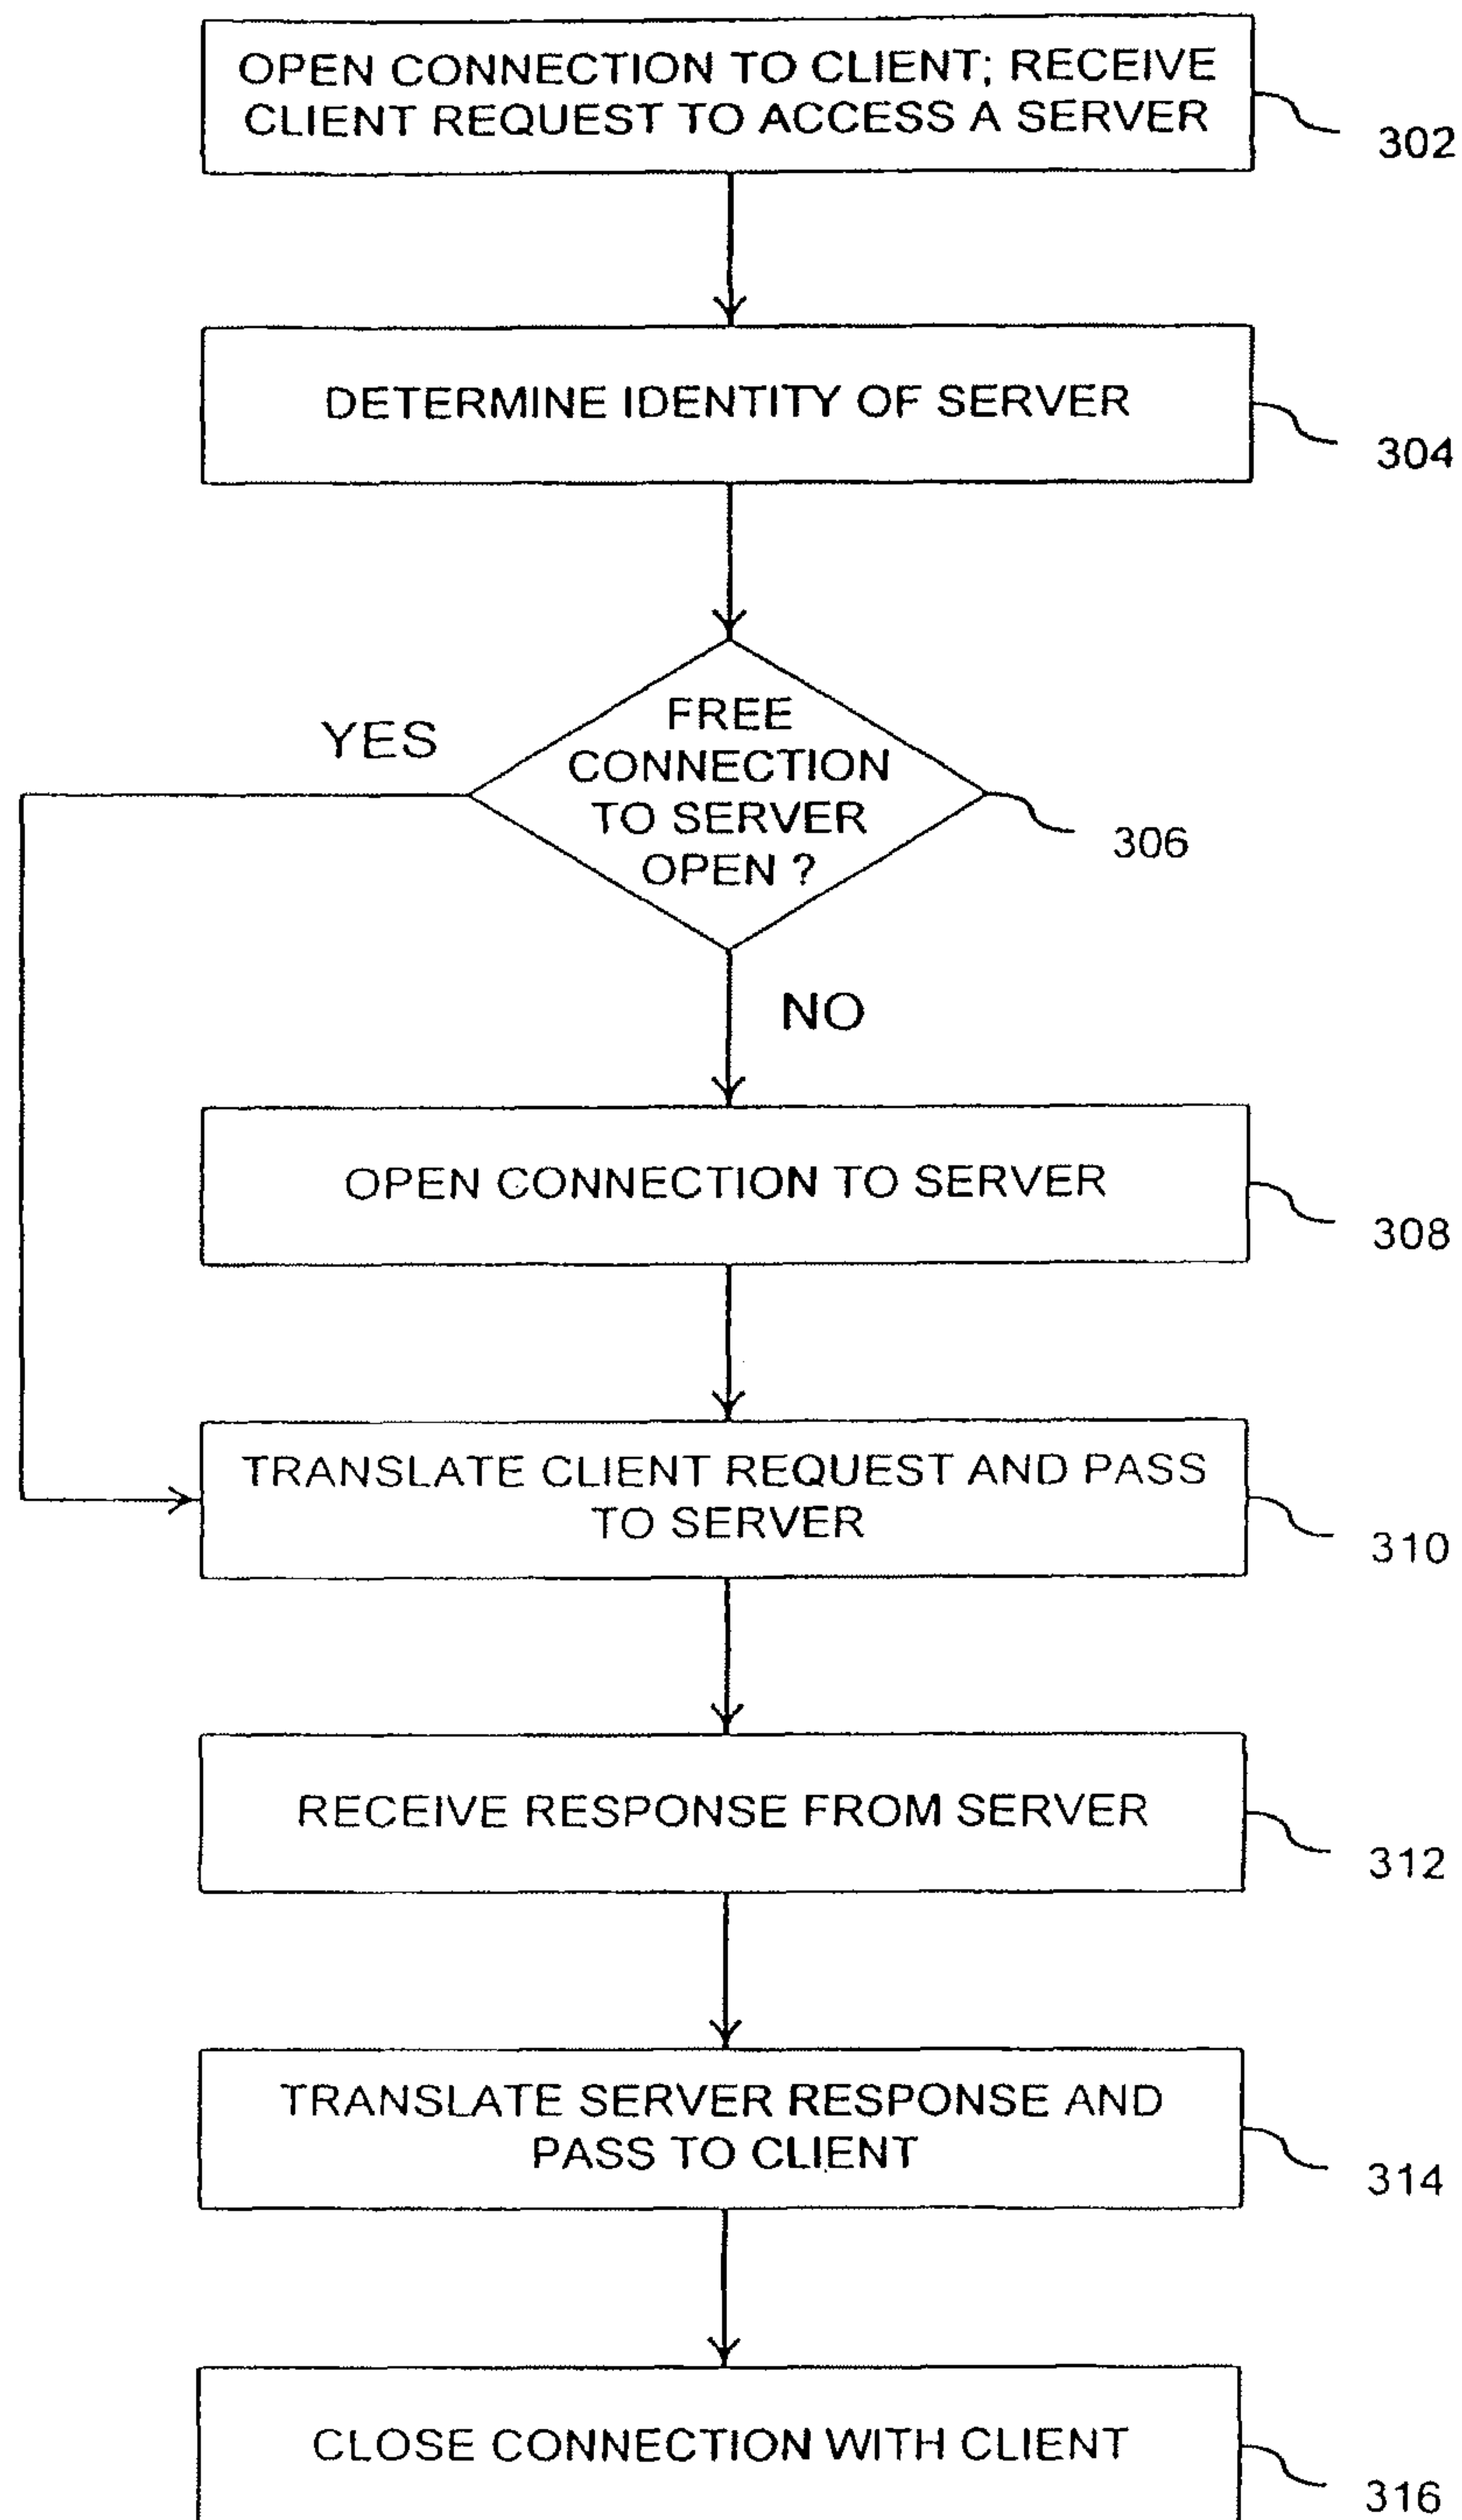 OPEN CONNECTION TO CLIENT; RECEIVE
CLIENT REQUEST TO ACCESS A SERVER
302
DETERMINE IDENTITY OF SERVER
304
YES
FREE
CONNECTION
TO SERVER
OPEN ?
306
NO
OPEN CONNECTION TO SERVER
308
TRANSLATE CLIENT REQUEST AND PASS
TO SERVER
310
RECEIVE RESPONSE FROM SERVER
312
TRANSLATE SERVER RESPONSE AND
PASS TO CLIENT
314
CLOSE CONNECTION WITH CLIENT
316